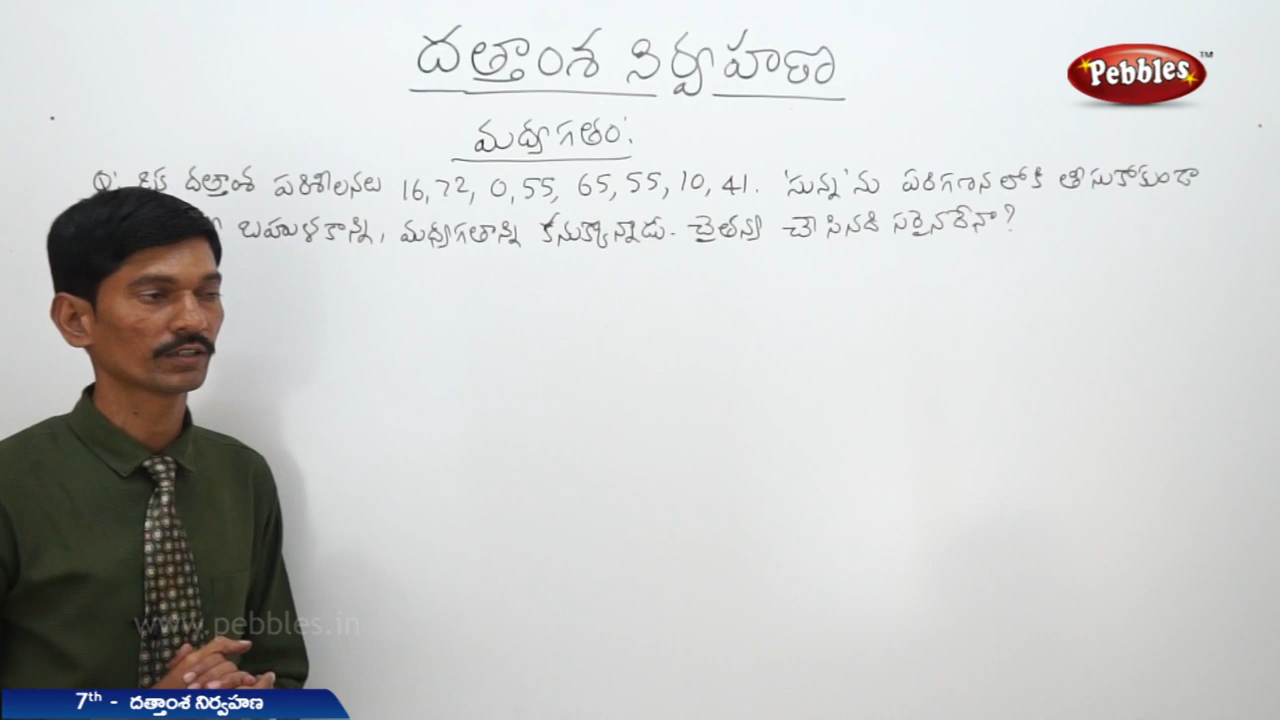 దత్తాంశ నిర్వహణ
Pebbles™
మధ్యగతం:
Q: ఒక దత్తాంశ పరిశీలనలు 16, 72, 0, 55, 65, 55, 10, 41. 'సున్న'ను పరిగణనలోకి తీసుకోకుండా
బహుళకాన్ని, మధ్యగతాన్ని కనుక్కొన్నాడు. చైతన్య చేసినది సరైనదేనా?
www.pebbles.in
7th - దత్తాంశ నిర్వహణ